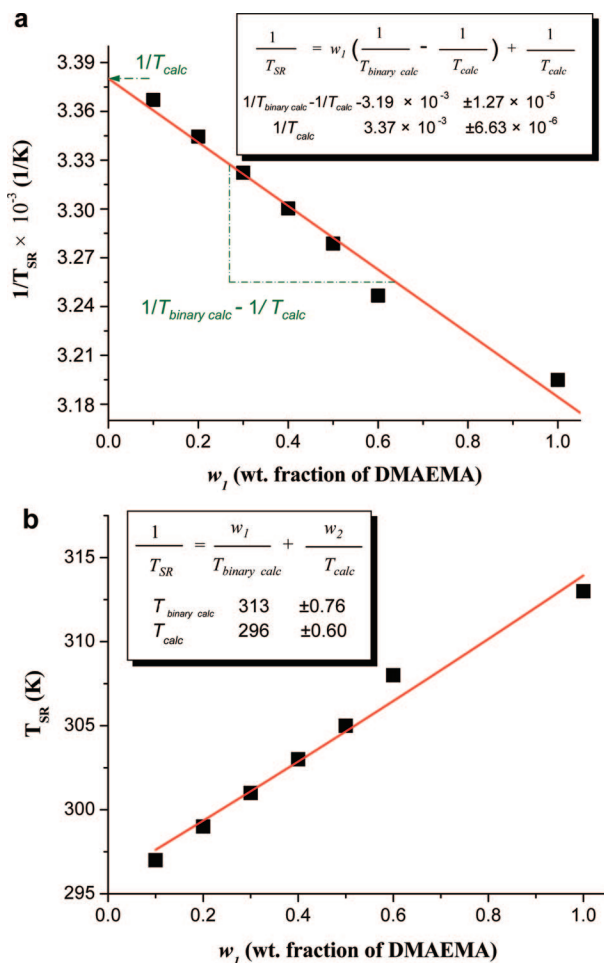 a
1/T_SR = w_1 (1/T_binary calc - 1/T_calc) + 1/T_calc
1/T_binary calc -1/T_calc -3.19 × 10^-3 ±1.27 × 10^-5
1/T_calc 3.37 × 10^-3 ±6.63 × 10^-6
1/T_calc
3.39
3.36
3.33
3.30
3.27
3.24
3.21
3.18
1/T_SR × 10^-3 (1/K)
1/T_binary calc - 1/ T_calc
0.0 0.2 0.4 0.6 0.8 1.0
w_1 (wt. fraction of DMAEMA)
b
1/T_SR = w_1/T_binary calc + w_2/T_calc
T_binary calc 313 ±0.76
T_calc 296 ±0.60
315
310
305
300
295
T_SR (K)
0.2 0.4 0.6 0.8 1.0
w_1 (wt. fraction of DMAEMA)